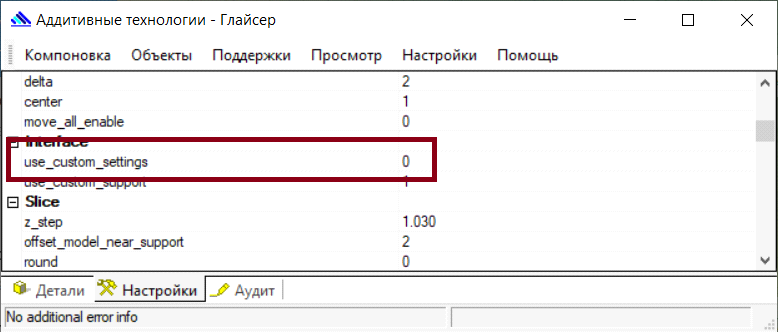 Аддитивные технологии - Глайсер
Компоновка Объекты Поддержки Просмотр Настройки Помощь
delta 2
center 1
move_all_enable 0
Interface
use_custom_settings 0
use_custom_support 1
Slice
z_step 1.030
offset_model_near_support 2
round 0
Детали Настройки Аудит
No additional error info